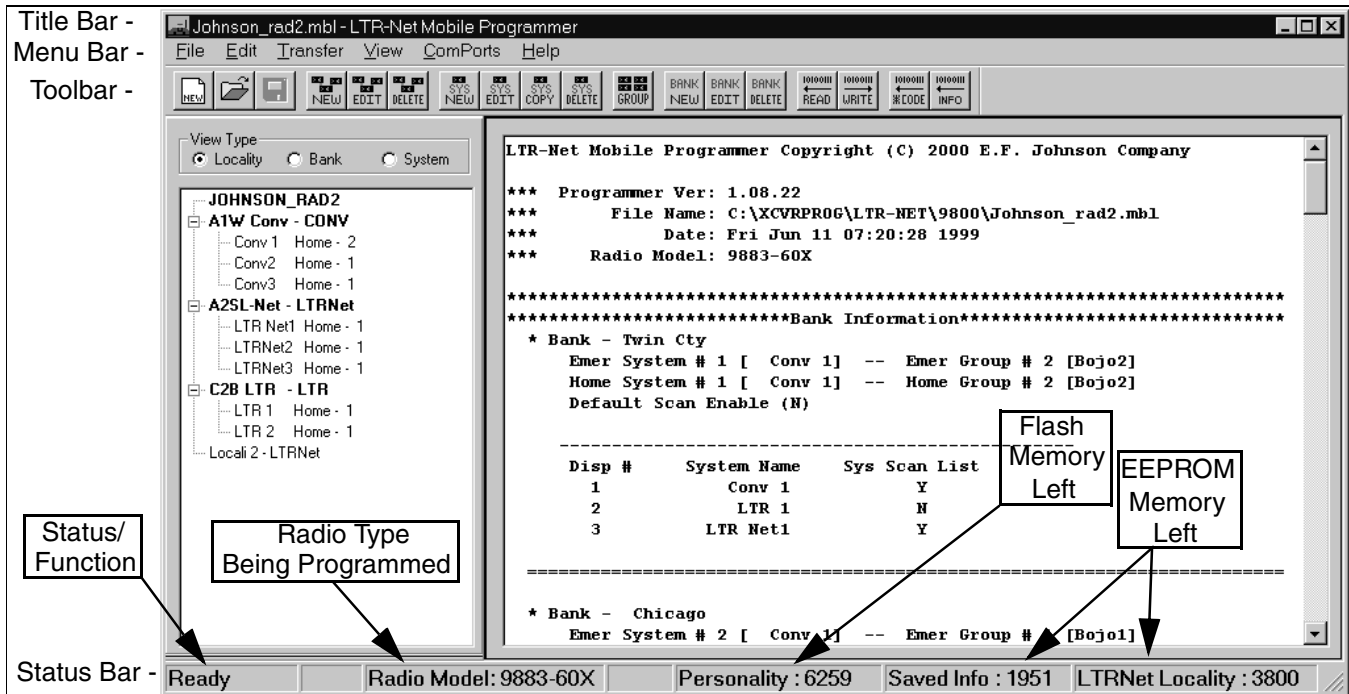 Title Bar -
Johnson_rad2.mbl - LTR-Net Mobile Programmer
Menu Bar -
File Edit Transfer View ComPorts Help
Toolbar -
NEW NEW EDIT DELETE SYS NEW SYS EDIT SYS COPY SYS DELETE GROUP BANK NEW BANK EDIT BANK DELETE READ WRITE *CODE INFO
View Type
Locality Bank System
JOHNSON_RAD2
A1W Conv - CONV
Conv 1 Home - 2
Conv2 Home - 1
Conv3 Home - 1
A2SL-Net - LTRNet
LTR Net1 Home - 1
LTRNet2 Home - 1
LTRNet3 Home - 1
C2B LTR - LTR
LTR 1 Home - 1
LTR 2 Home - 1
Locali 2 - LTRNet
LTR-Net Mobile Programmer Copyright (C) 2000 E.F. Johnson Company
*** Programmer Ver: 1.08.22
*** File Name: C:\XCVRPROG\LTR-NET\9800\Johnson_rad2.mbl
*** Date: Fri Jun 11 07:20:28 1999
*** Radio Model: 9883-60X
***************************************************************************
***************************Bank Information*******************************
* Bank - Twin Cty
Emer System # 1 [ Conv 1] -- Emer Group # 2 [Bojo2]
Home System # 1 [ Conv 1] -- Home Group # 2 [Bojo2]
Default Scan Enable (N)
Disp # System Name Sys Scan List
1 Conv 1 Y
2 LTR 1 N
3 LTR Net1 Y
* Bank - Chicago
Emer System # 2 [ Conv 1] -- Emer Group # [Bojo1]
Flash
Memory
Left
EEPROM
Memory
Left
Status/
Function
Radio Type
Being Programmed
Status Bar -
Ready Radio Model: 9883-60X Personality : 6259 Saved Info : 1951 LTRNet Locality : 3800